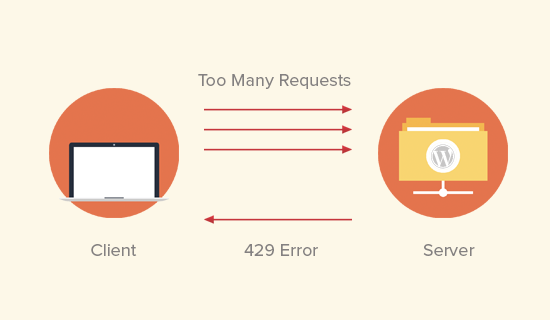 Too Many Requests
Client
429 Error
Server